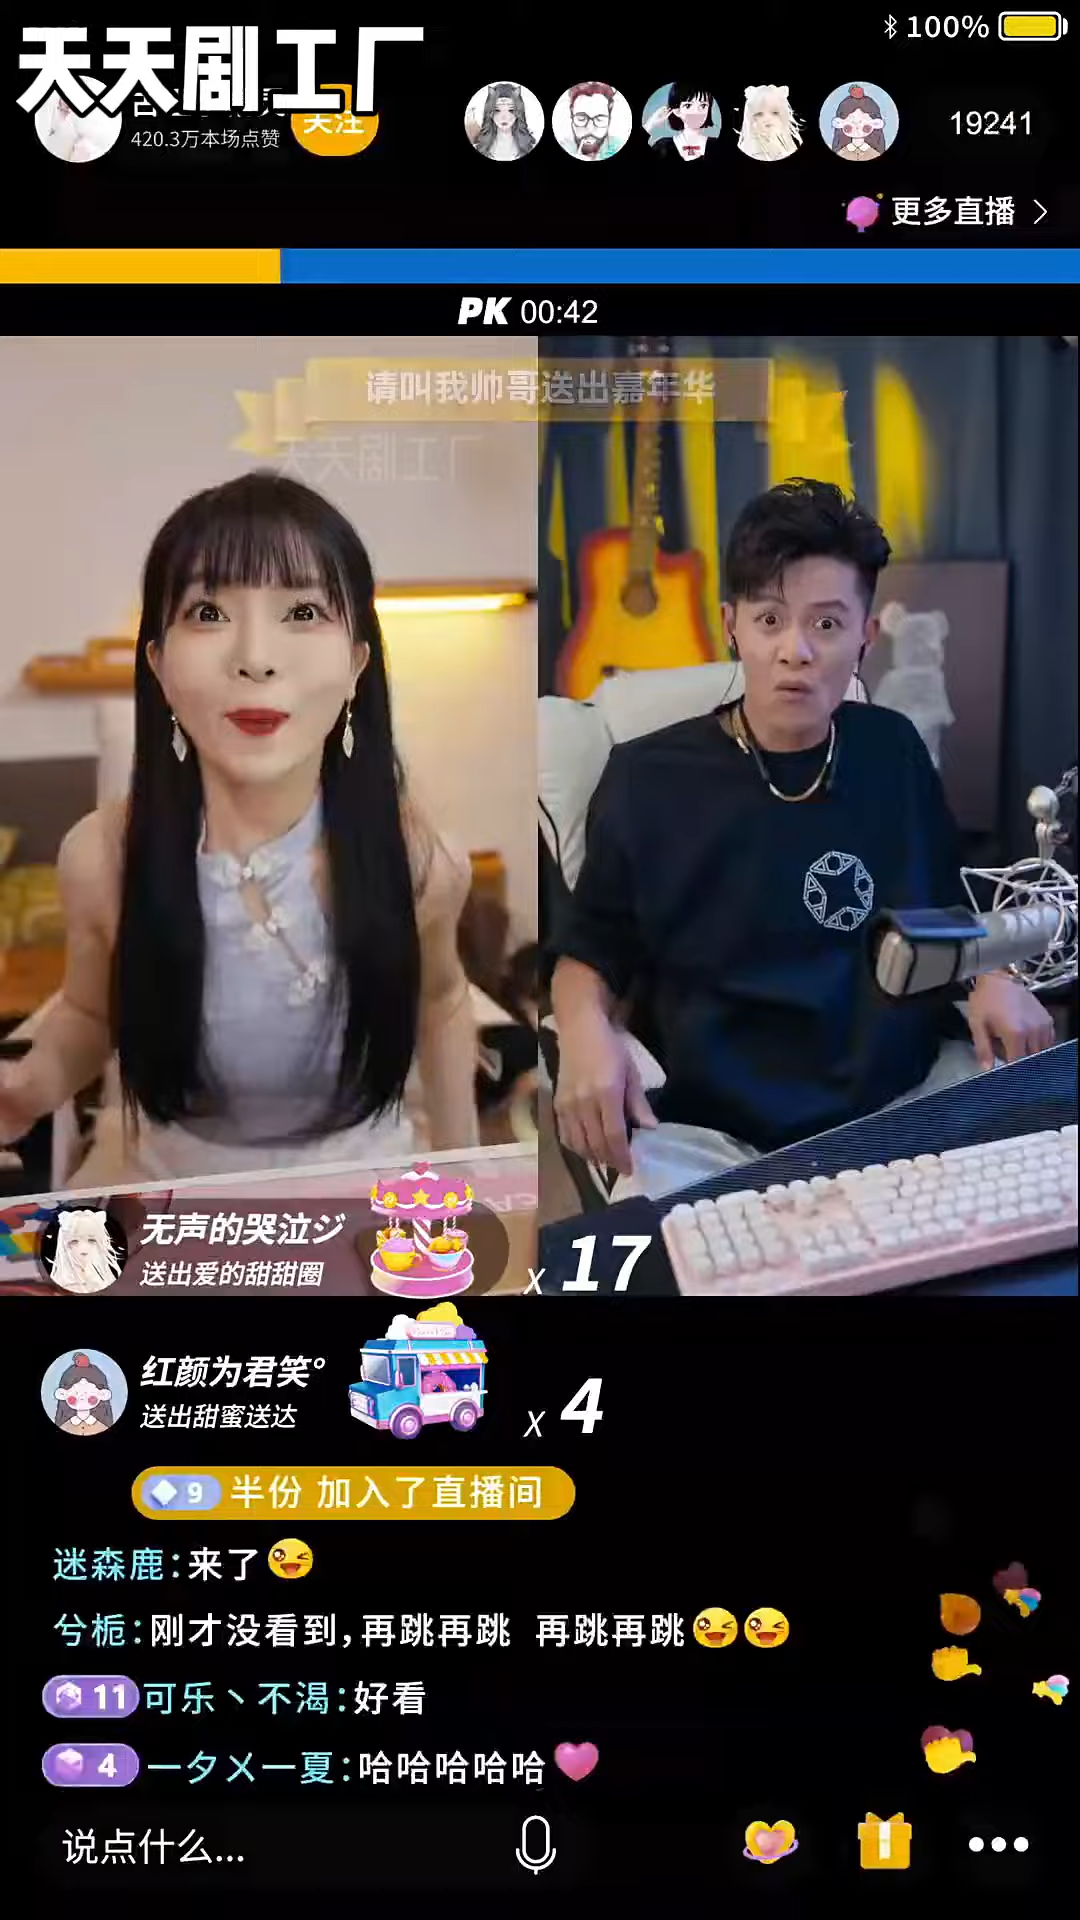 天天剧工厂
100%
420.3万本场点赞
关注
19241
更多直播
PK 00:42
请叫我帅哥送出嘉年华
天天剧工厂
无声的哭泣ジ
送出爱的甜甜圈
x 17
红颜为君笑°
送出甜蜜送达
x 4
9 半份 加入了直播间
迷森鹿:来了
兮栀:刚才没看到,再跳再跳 再跳再跳
11 可乐丶不渴:好看
4 一夕乂一夏:哈哈哈哈哈
说点什么...